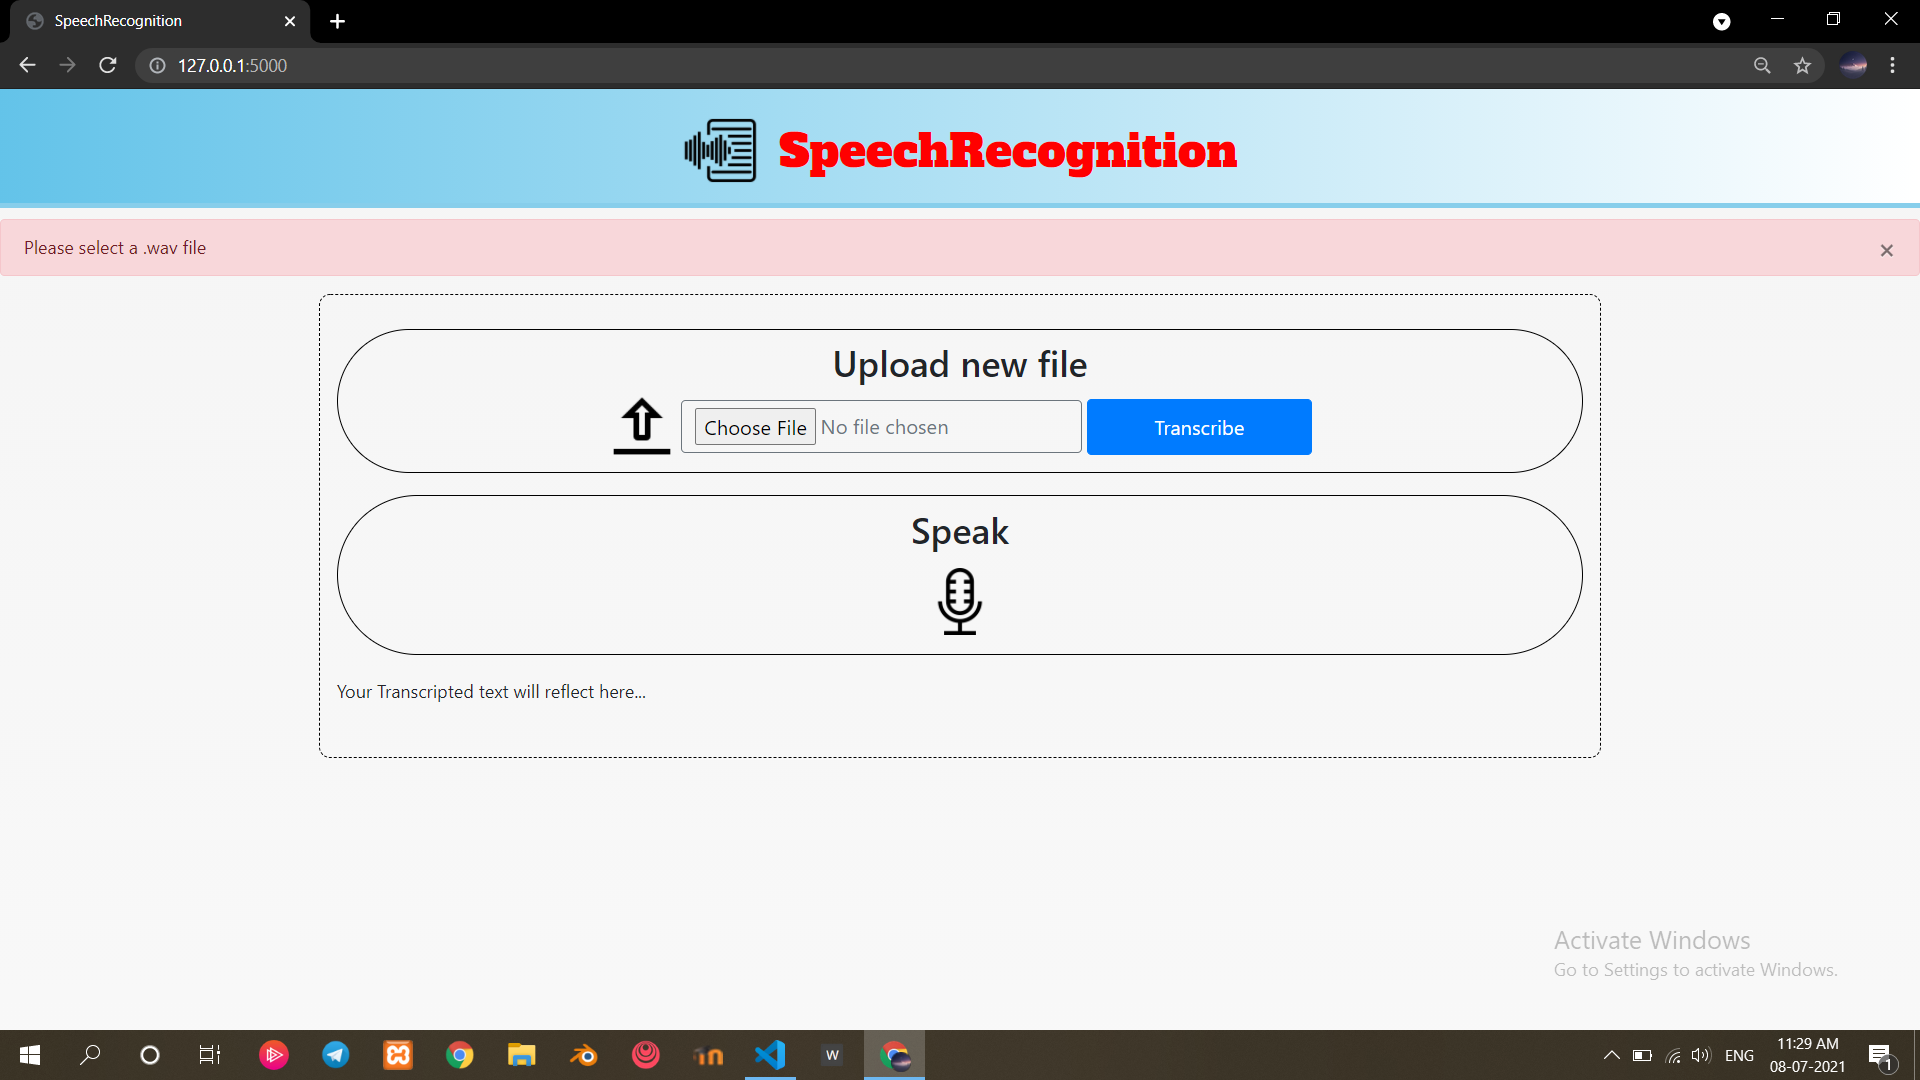 SpeechRecognition
127.0.0.1:5000
SpeechRecognition
Please select a .wav file
×
Upload new file
Choose File No file chosen
Transcribe
Speak
Your Transcripted text will reflect here...
Activate Windows
Go to Settings to activate Windows.
W
ENG
11:29 AM
08-07-2021
1